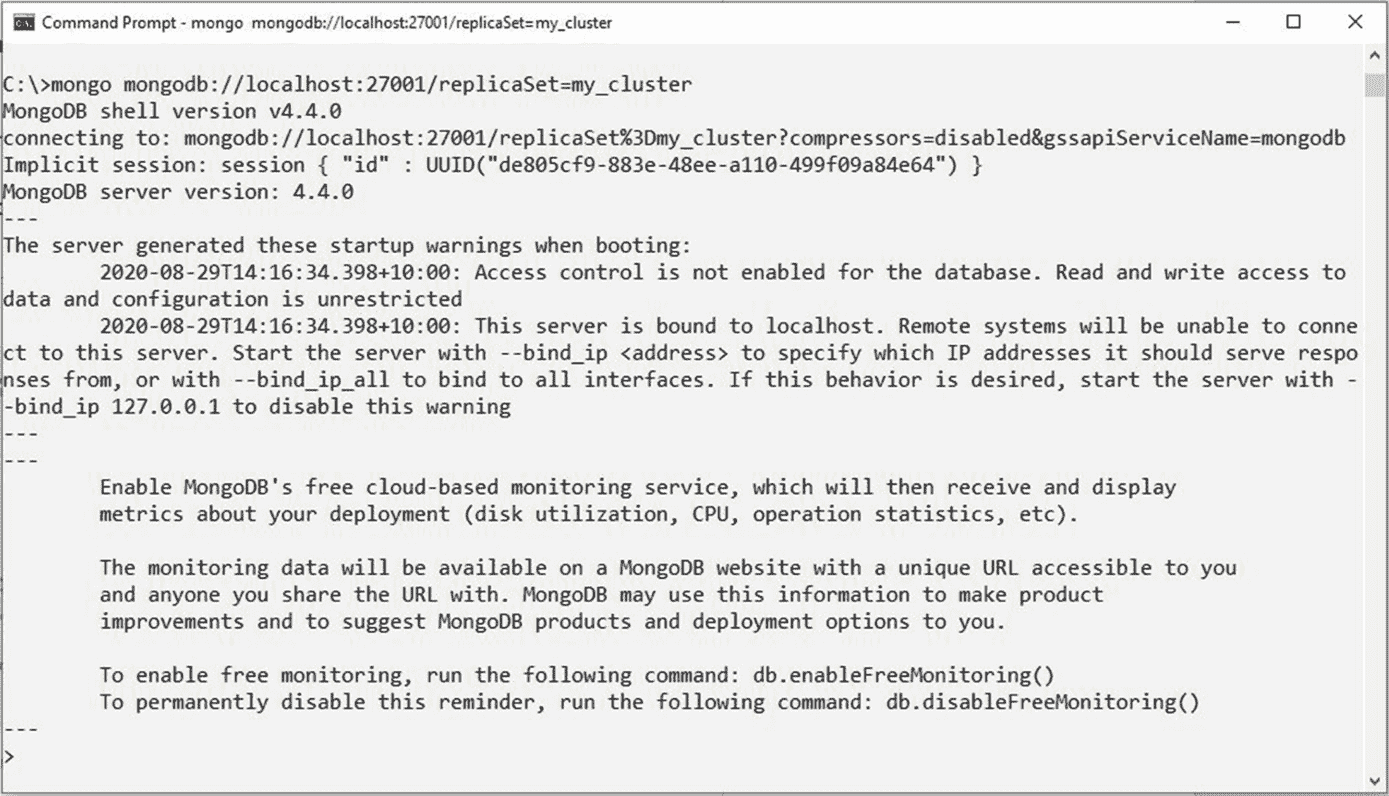 Command Prompt - mongo mongodb://localhost:27001/replicaSet=my_cluster
C:\>mongo mongodb://localhost:27001/replicaSet=my_cluster
MongoDB shell version v4.4.0
connecting to: mongodb://localhost:27001/replicaSet%3Dmy_cluster?compressors=disabled&gssapiServiceName=mongodb
Implicit session: session { "id" : UUID("de805cf9-883e-48ee-a110-499f09a84e64") }
MongoDB server version: 4.4.0
---
The server generated these startup warnings when booting:
        2020-08-29T14:16:34.398+10:00: Access control is not enabled for the database. Read and write access to
data and configuration is unrestricted
        2020-08-29T14:16:34.398+10:00: This server is bound to localhost. Remote systems will be unable to conne
ct to this server. Start the server with --bind_ip <address> to specify which IP addresses it should serve respo
nses from, or with --bind_ip_all to bind to all interfaces. If this behavior is desired, start the server with -
-bind_ip 127.0.0.1 to disable this warning
---
---
        Enable MongoDB's free cloud-based monitoring service, which will then receive and display
        metrics about your deployment (disk utilization, CPU, operation statistics, etc).

        The monitoring data will be available on a MongoDB website with a unique URL accessible to you
        and anyone you share the URL with. MongoDB may use this information to make product
        improvements and to suggest MongoDB products and deployment options to you.

        To enable free monitoring, run the following command: db.enableFreeMonitoring()
        To permanently disable this reminder, run the following command: db.disableFreeMonitoring()
---
>